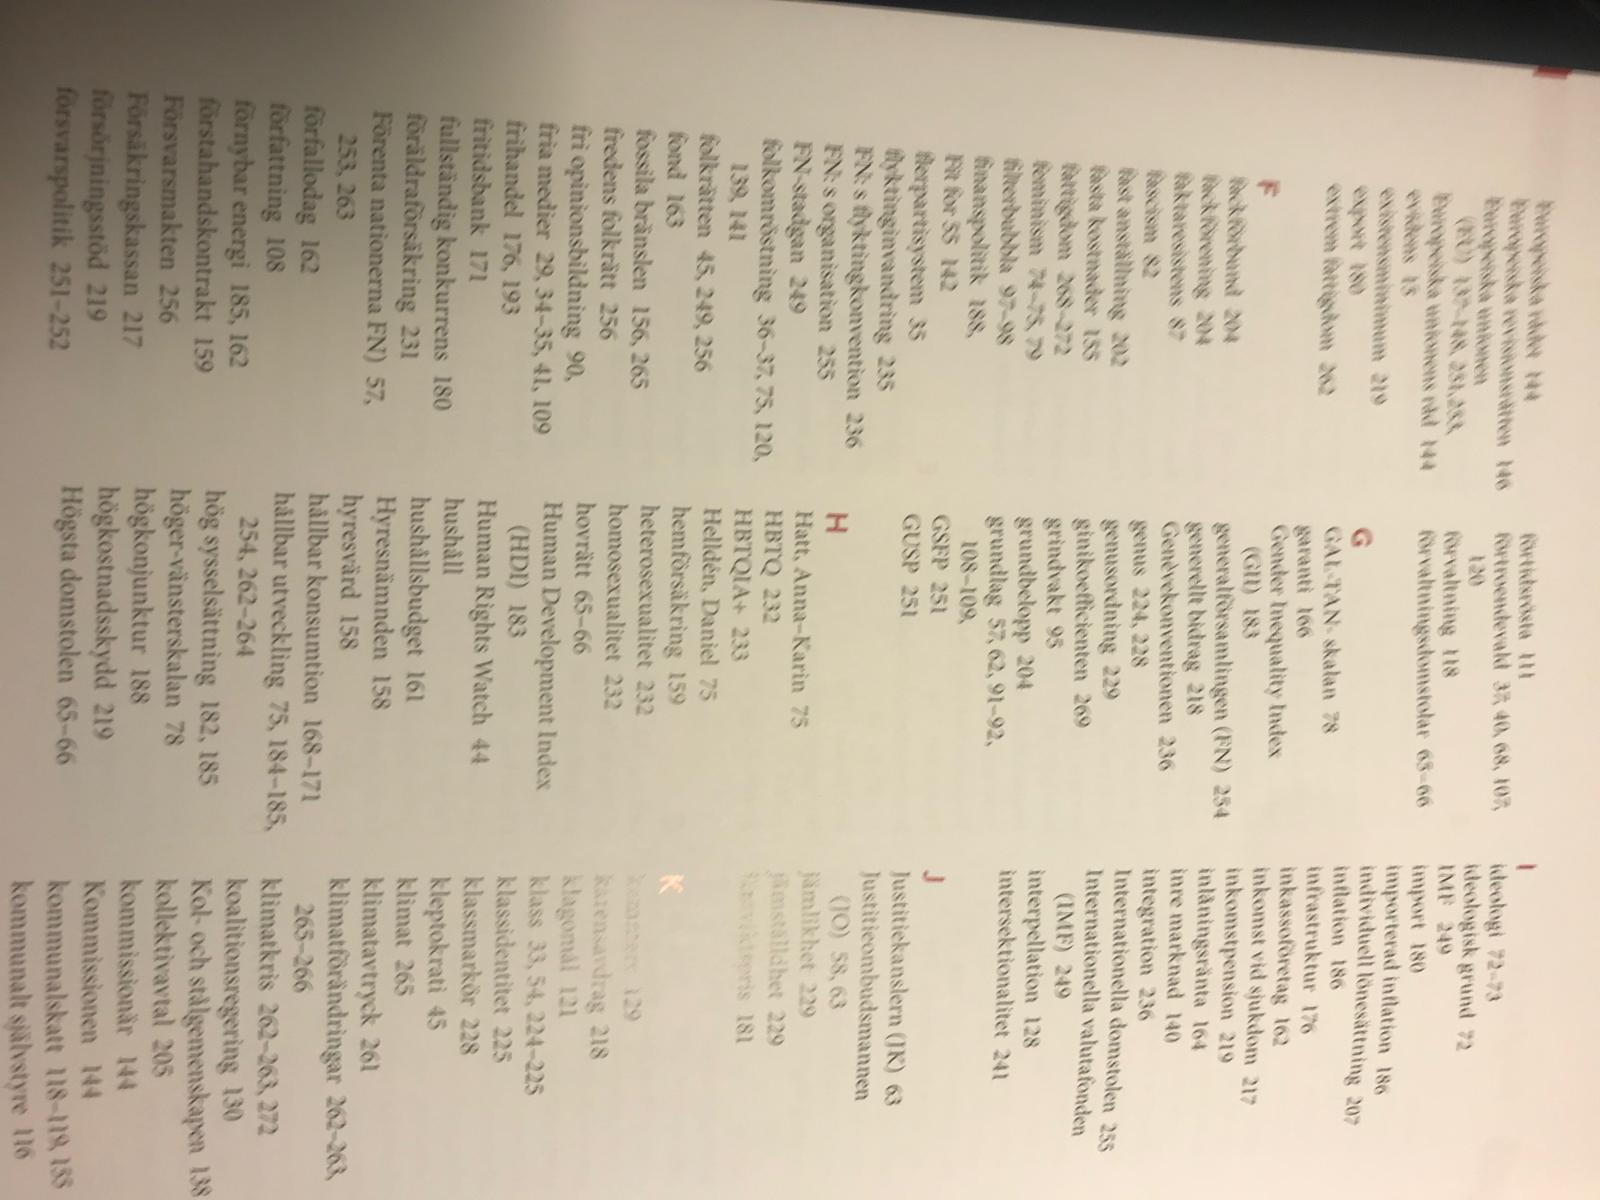 Europeiska rådet 144
Europeiska revisionsrätten 146
Europeiska unionen
(EU) 137–148, 251,253,
Europeiska unionens råd 144
evidens 15
existensminimum 219
export 180
extrem fattigdom 262
F
fackförbund 204
fackförening 204
faktaresistens 87
fascism 82
fast anställning 202
fasta kostnader 155
fattigdom 268–272
feminism 74–75, 79
filterbubbla 97–98
finanspolitik 188,
Fit for 55 142
flerpartisystem 35
flyktinginvandring 235
FN: s flyktingkonvention 236
FN: s organisation 255
FN-stadgan 249
folkomröstning 36–37, 75, 120,
139, 141
folkrätten 45, 249, 256
fond 163
fossila bränslen 156, 265
fredens folkrätt 256
fri opinionsbildning 90,
fria medier 29, 34–35, 41, 109
frihandel 176, 193
fritidsbank 171
fullständig konkurrens 180
föräldraförsäkring 231
Förenta nationerna FN) 57,
253, 263
förfallodag 162
författning 108
förnybar energi 185, 162
förstahandskontrakt 159
Försvarsmakten 256
Försäkringskassan 217
försörjningsstöd 219
försvarspolitik 251–252
förtidsrösta 111
förtroendevald 37, 40, 68, 107,
120
förvaltning 118
förvaltningsdomstolar 65–66
G
GAL-TAN- skalan 78
garanti 166
Gender Inequality Index
(GII) 183
generalförsamlingen (FN) 254
generellt bidrag 218
Genèvekonventionen 236
genus 224, 228
genusordning 229
ginikoefficienten 269
grindvakt 95
grundbelopp 204
grundlag 57, 62, 91–92,
108–109,
GSFP 251
GUSP 251
H
Hatt, Anna–Karin 75
HBTQ 232
HBTQIA+ 233
Helldén, Daniel 75
hemförsäkring 159
heterosexualitet 232
homosexualitet 232
hovrätt 65–66
Human Development Index
(HDI) 183
Human Rights Watch 44
hushåll
hushållsbudget 161
Hyresnämnden 158
hyresvärd 158
hållbar konsumtion 168–171
hållbar utveckling 75, 184–185,
254, 262–264
hög sysselsättning 182, 185
höger-vänsterskalan 78
högkonjunktur 188
högkostnadsskydd 219
Högsta domstolen 65–66
I
ideologi 72–73
ideologisk grund 72
IMF 249
import 180
importerad inflation 186
individuell lönesättning 207
inflation 186
infrastruktur 176
inkassoföretag 162
inkomst vid sjukdom 217
inkomstpension 219
inlåningsränta 164
inre marknad 140
integration 236
Internationella domstolen 255
Internationella valutafonden
(IMF) 249
interpellation 128
intersektionalitet 241
J
Justitiekanslern (JK) 63
Justitieombudsmannen
(JO) 58, 63
jämlikhet 229
jämställdhet 229
jämviktspris 181
K
129
karensavdrag 218
klagomål 121
klass 33, 54, 224–225
klassidentitet 225
klassmarkör 228
kleptokrati 45
klimat 265
klimatavtryck 261
klimatförändringar 262–263,
265–266
klimatkris 262–263, 272
koalitionsregering 130
Kol- och stålgemenskapen 138
kollektivavtal 205
kommissionär 144
Kommissionen 144
kommunalskatt 118–119, 155
kommunalt självstyre 116